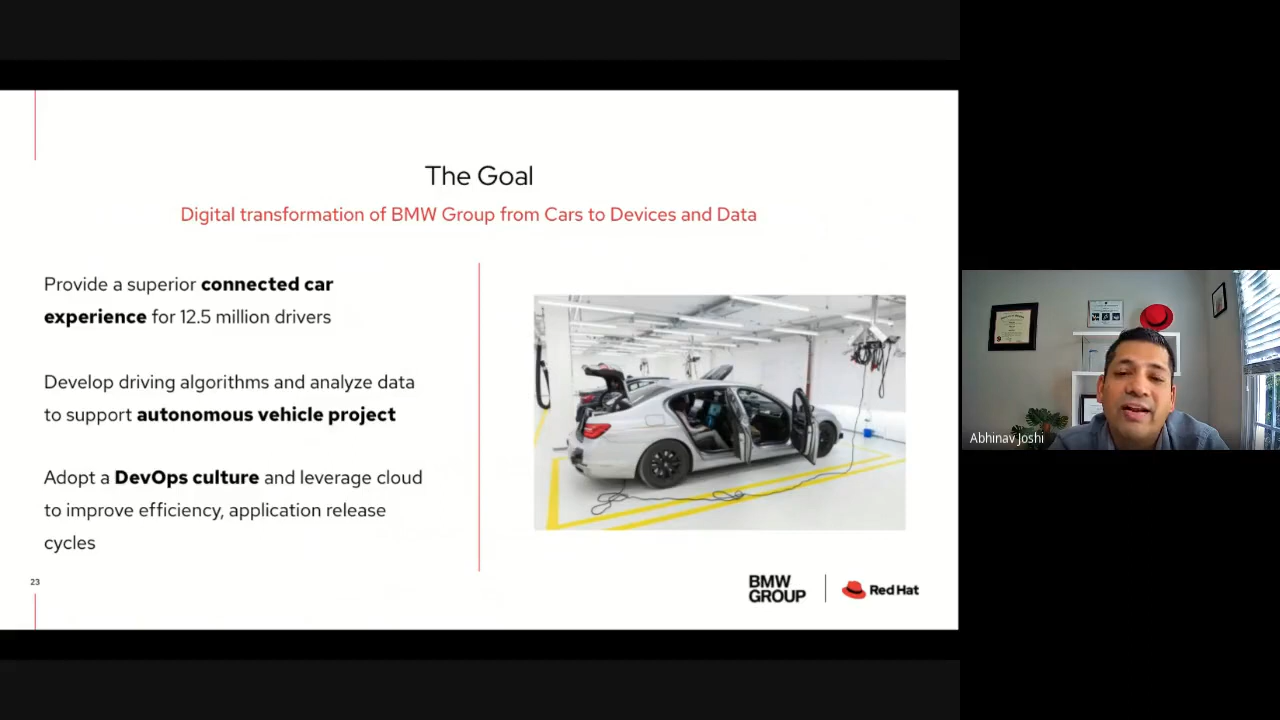 The Goal
Digital transformation of BMW Group from Cars to Devices and Data
Provide a superior connected car
experience for 12.5 million drivers
Develop driving algorithms and analyze data
to support autonomous vehicle project
Adopt a DevOps culture and leverage cloud
to improve efficiency, application release
cycles
23
BMW
GROUP
Red Hat
Abhinav Joshi